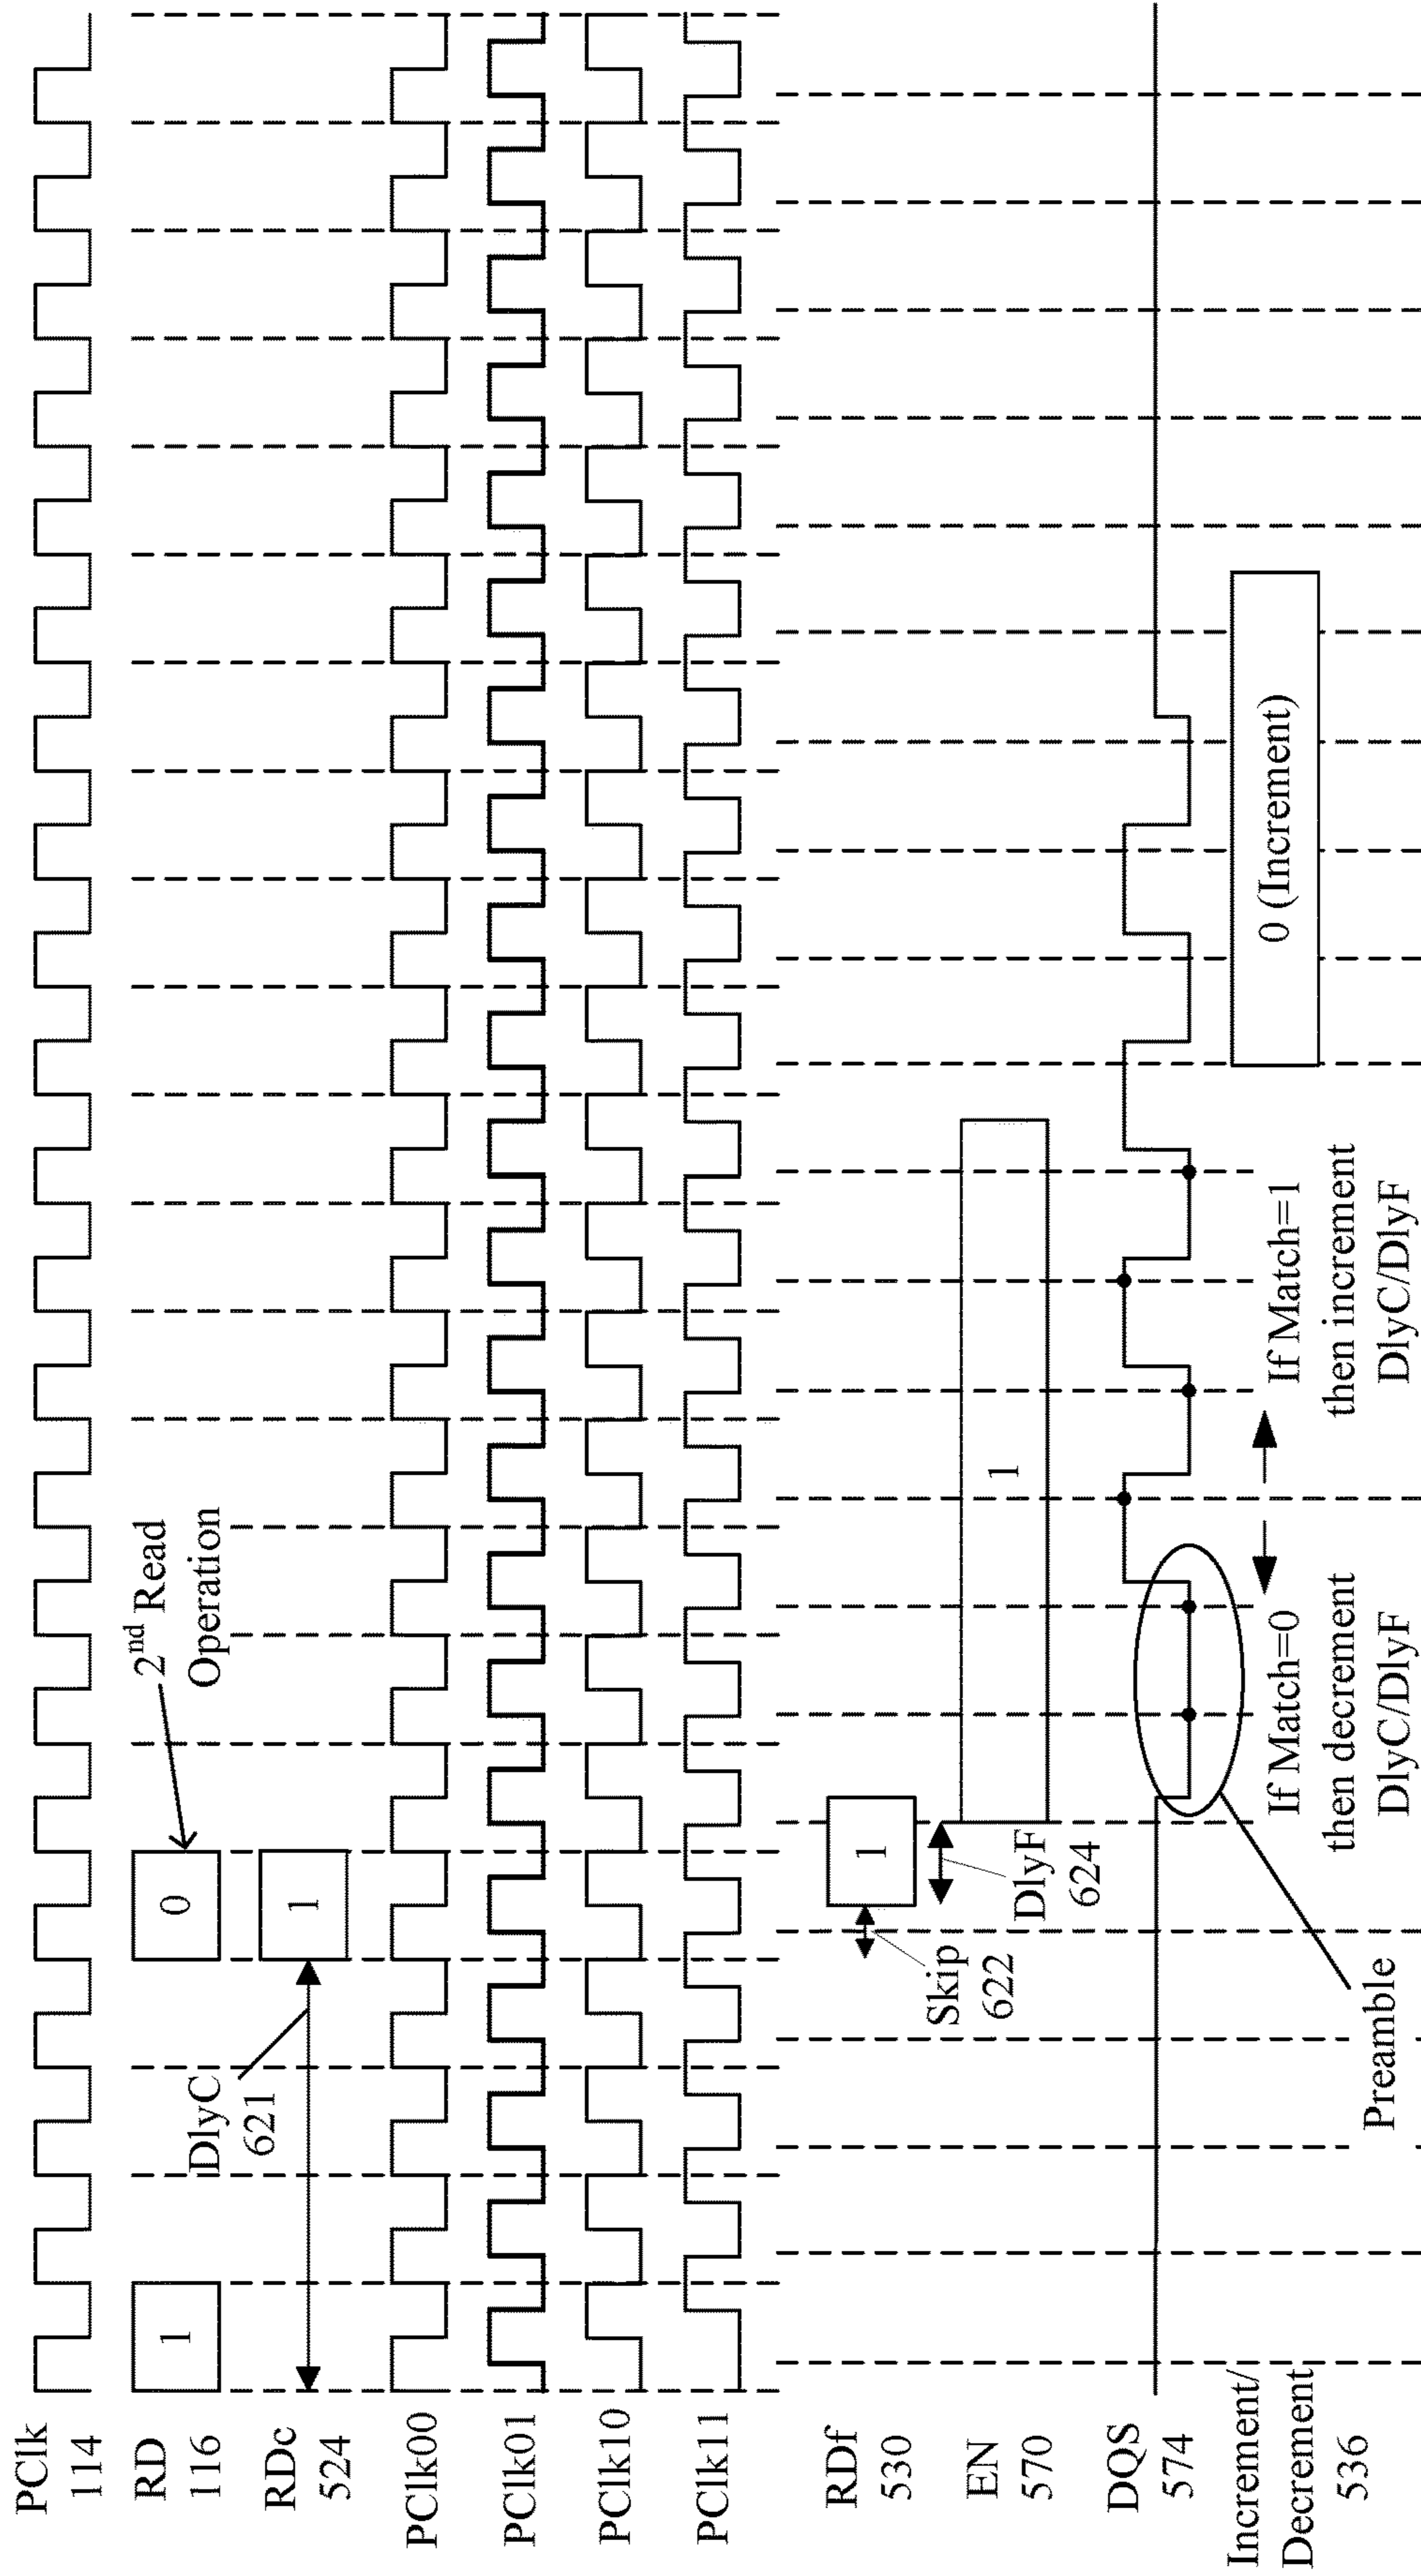 PClk
114
RD
116
1
0
2nd Read
Operation
RDc
524
DlyC
621
1
PClk00
PClk01
PClk10
PClk11
RDf
530
Skip
622
1
DlyF
624
EN
570
1
DQS
574
Preamble
If Match=0
then decrement
DlyC/DlyF
If Match=1
then increment
DlyC/DlyF
Increment/
Decrement
536
0 (Increment)